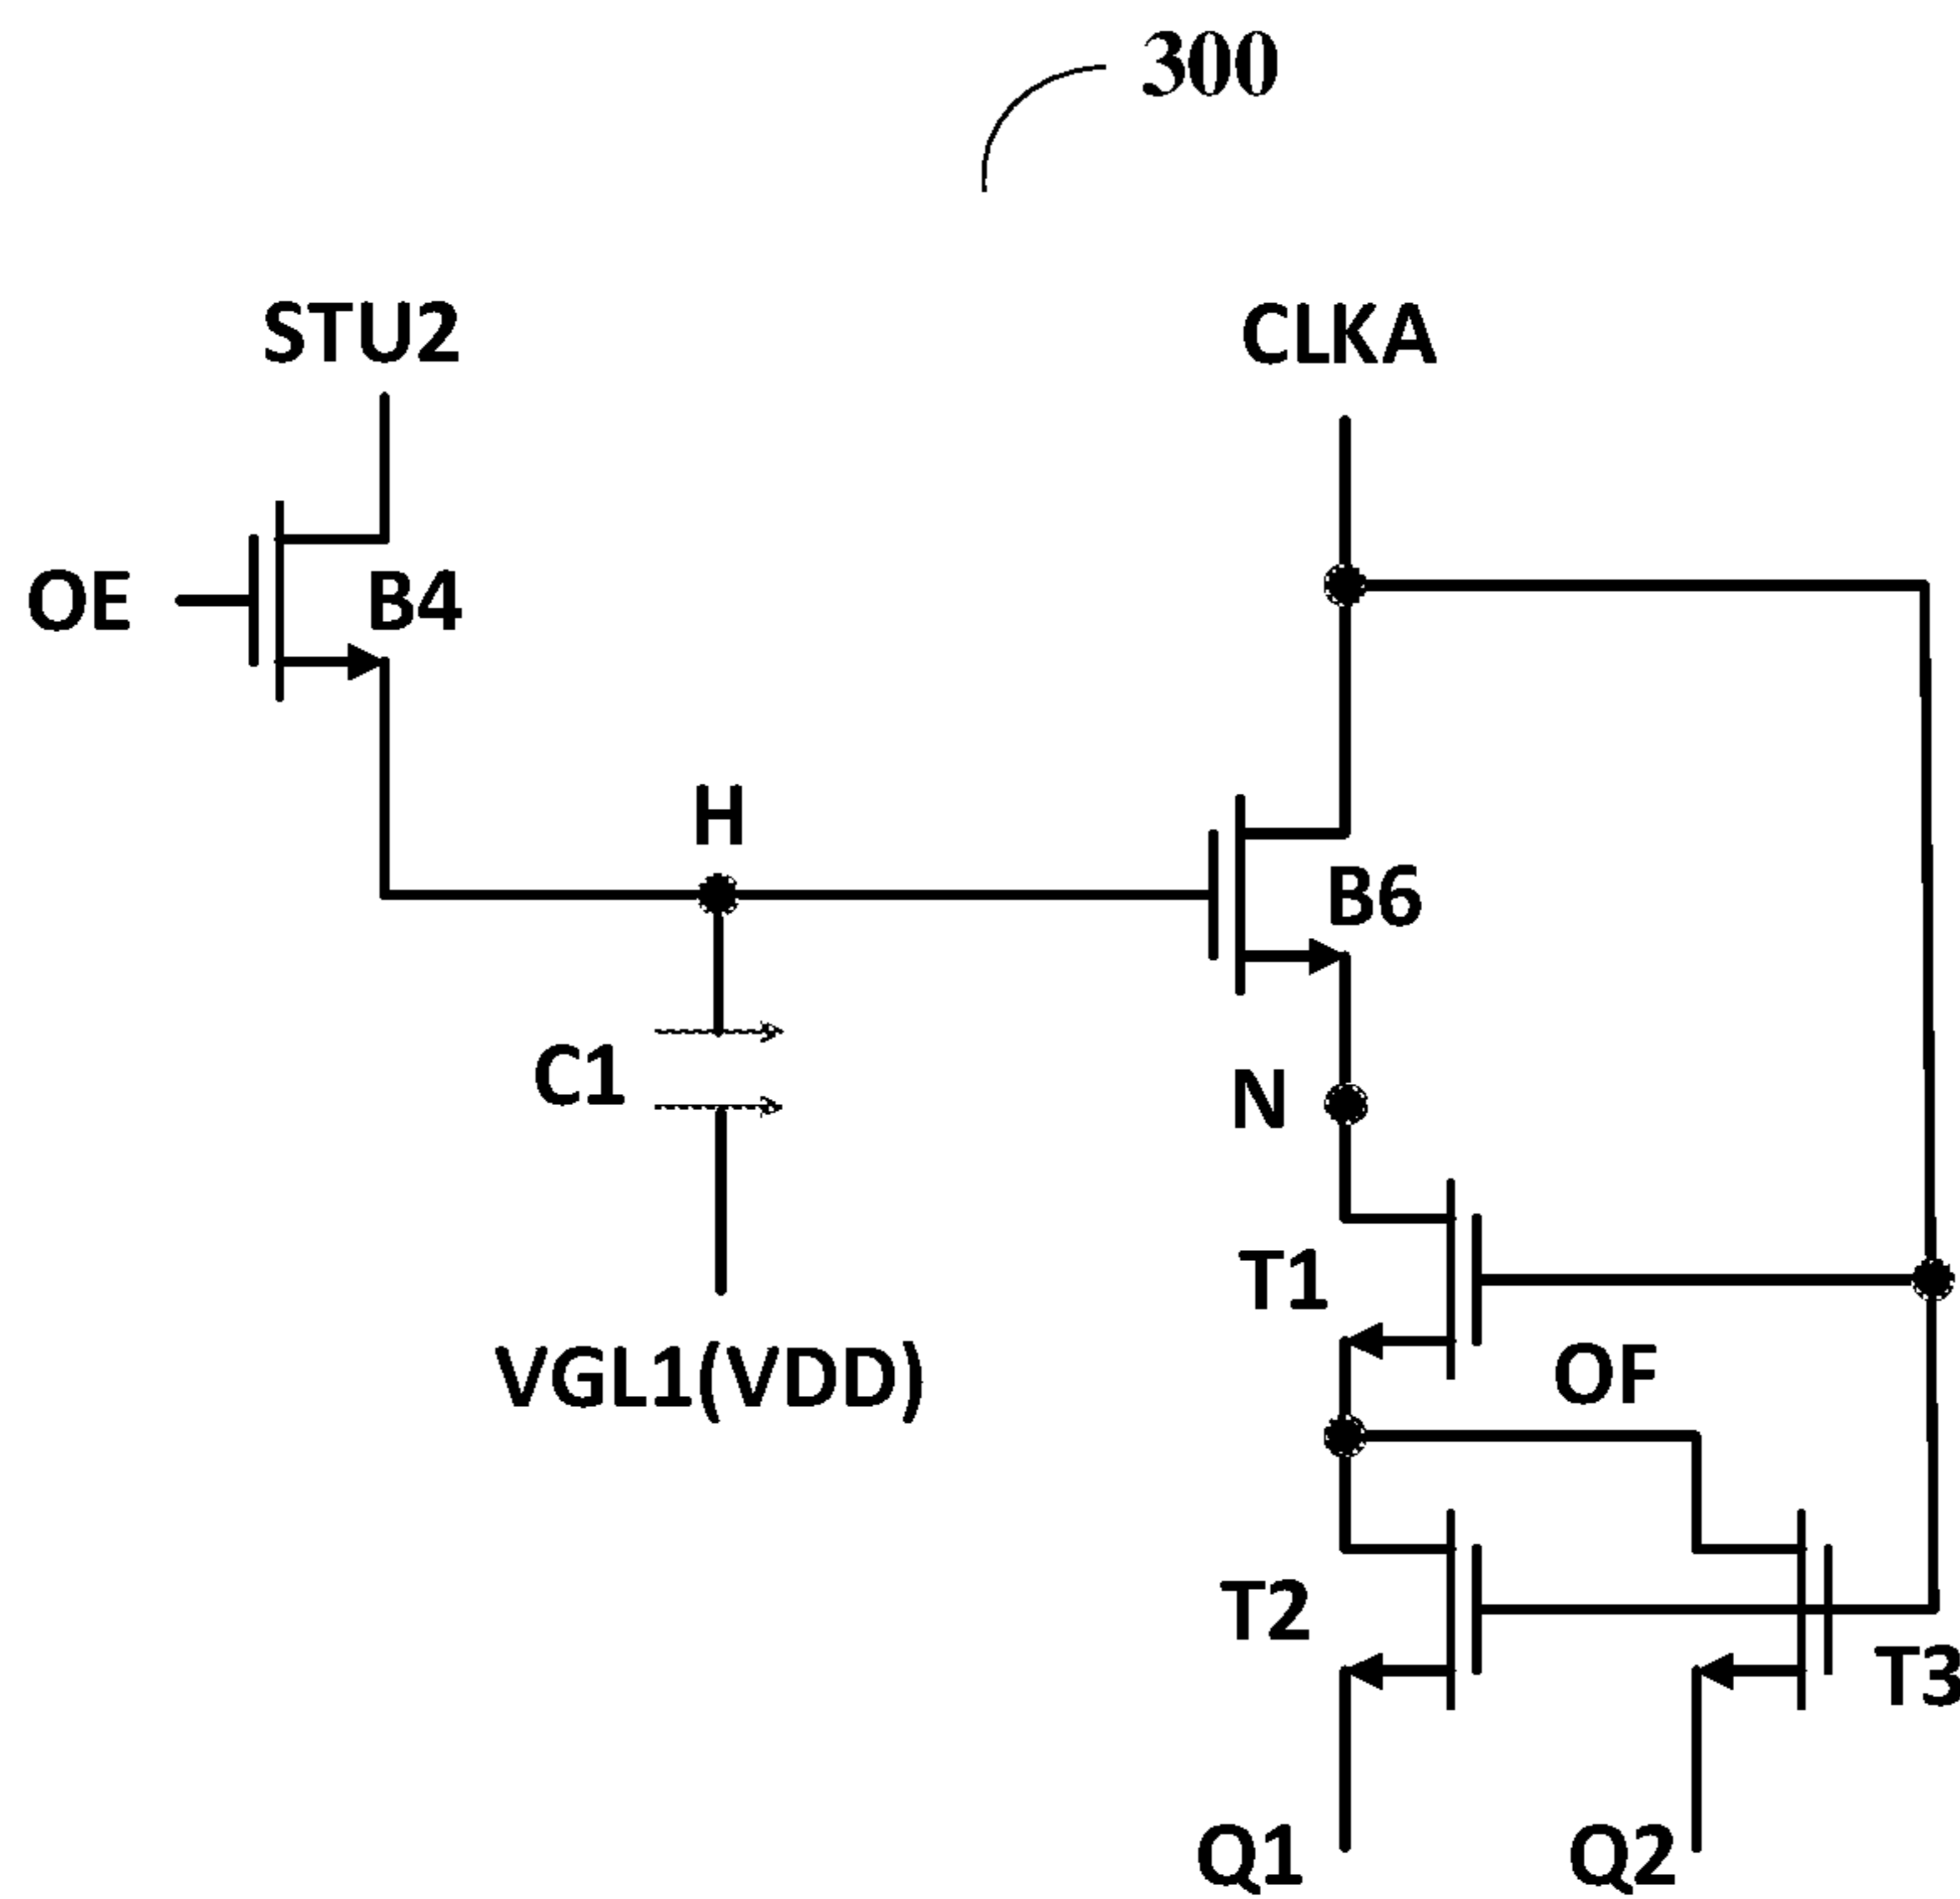 300
STU2
CLKA
OE
B4
H
B6
C1
N
T1
VGL1(VDD)
OF
T2
T3
Q1
Q2